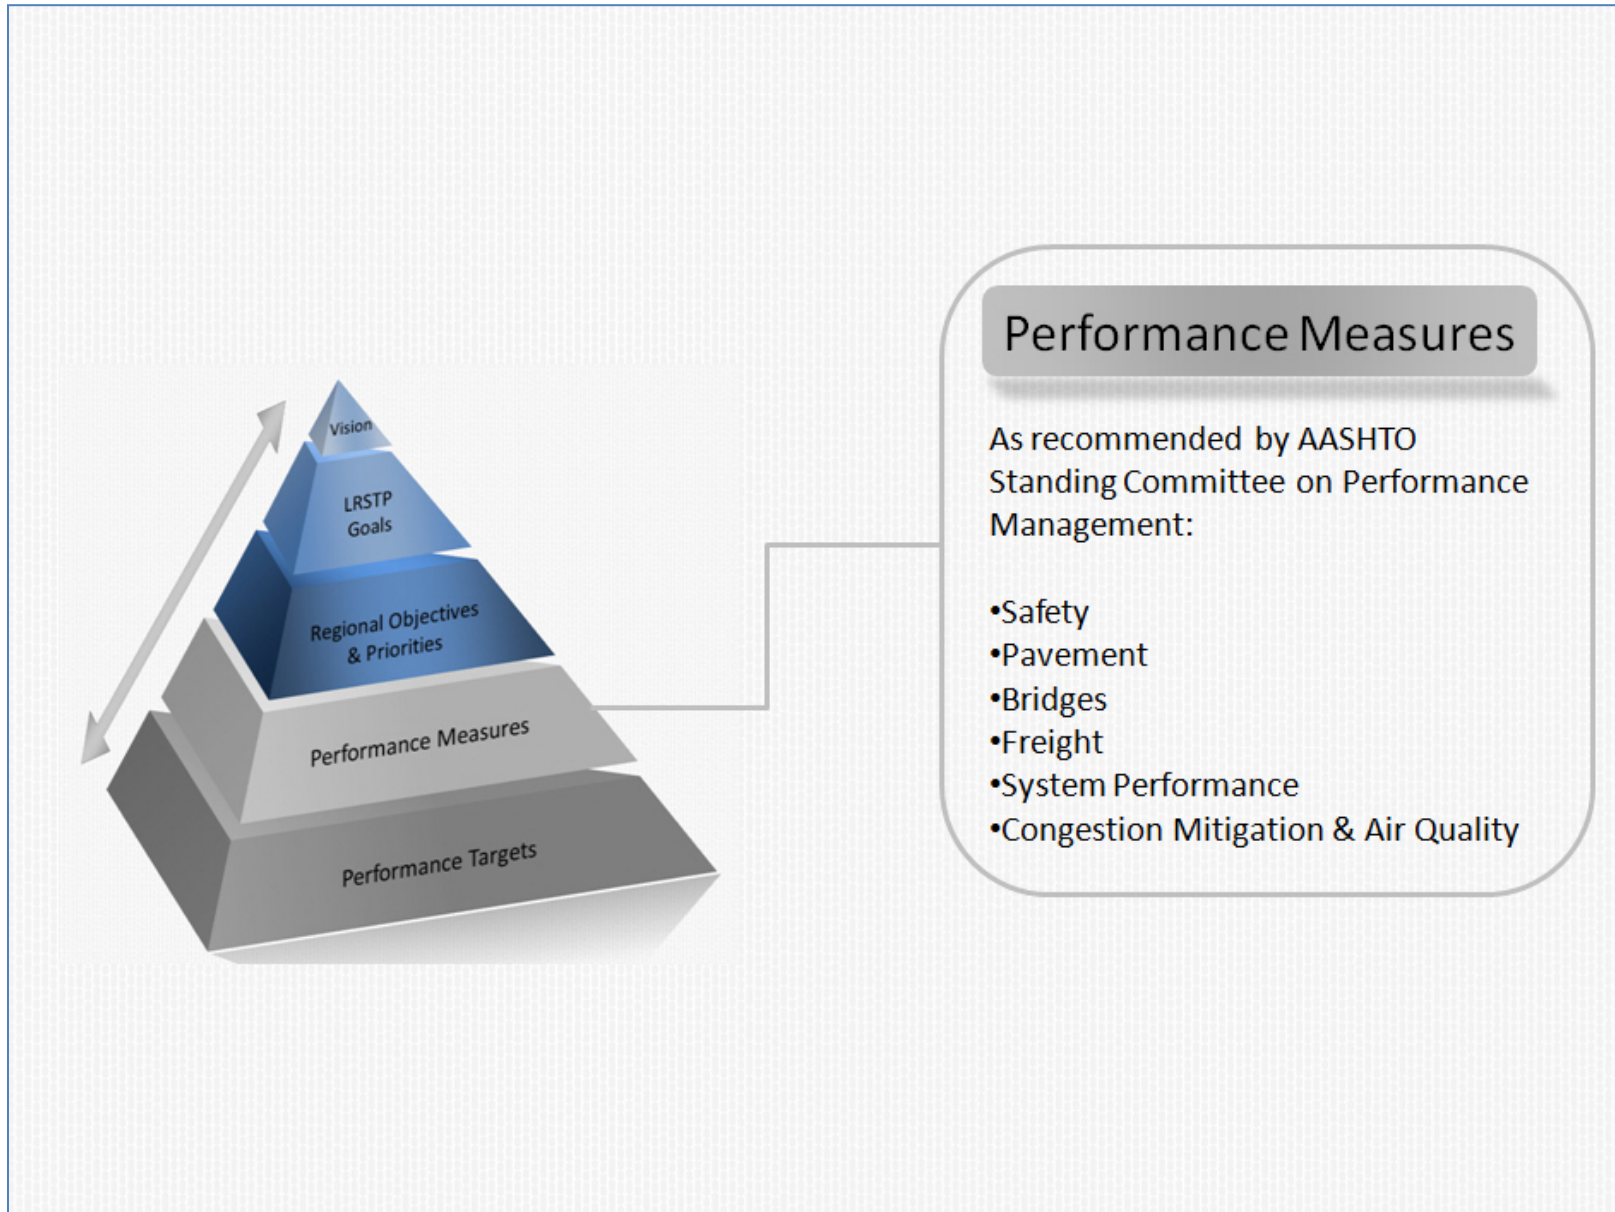 Vision
LRSTP
Goals
Regional Objectives
& Priorities
Performance Measures
Performance Targets
Performance Measures
As recommended by AASHTO
Standing Committee on Performance
Management:
•Safety
•Pavement
•Bridges
•Freight
•System Performance
•Congestion Mitigation & Air Quality